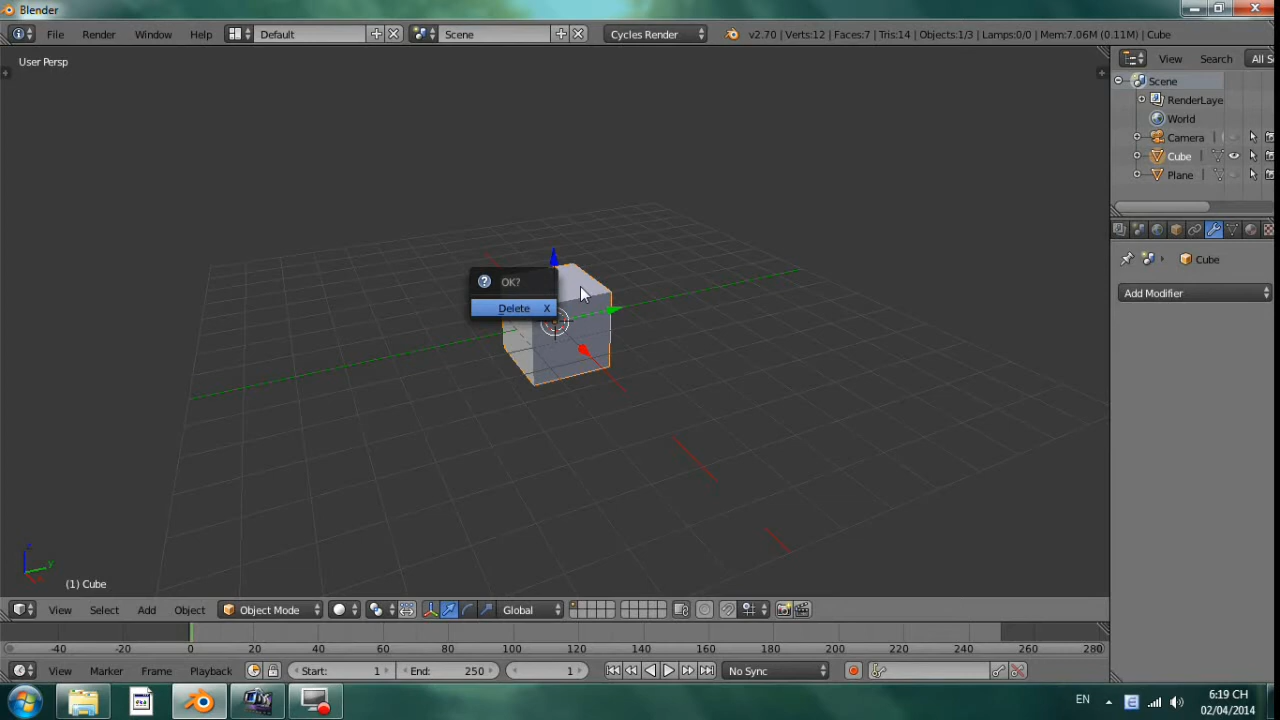 Blender
File Render Window Help Default Scene Cycles Render v2.70 | Verts:12 | Faces:7 | Tris:14 | Objects:1/3 | Lamps:0/0 | Mem:7.06M (0.11M) | Cube
User Persp
View Search All S
Scene
RenderLaye
World
Camera
Cube
Plane
Cube
Add Modifier
OK?
Delete X
z
y
x
(1) Cube
View Select Add Object Object Mode Global
-40 -20 0 20 40 60 80 100 120 140 160 180 200 220 240 260 280
View Marker Frame Playback Start: 1 End: 250 1 No Sync
EN 6:19 CH
02/04/2014